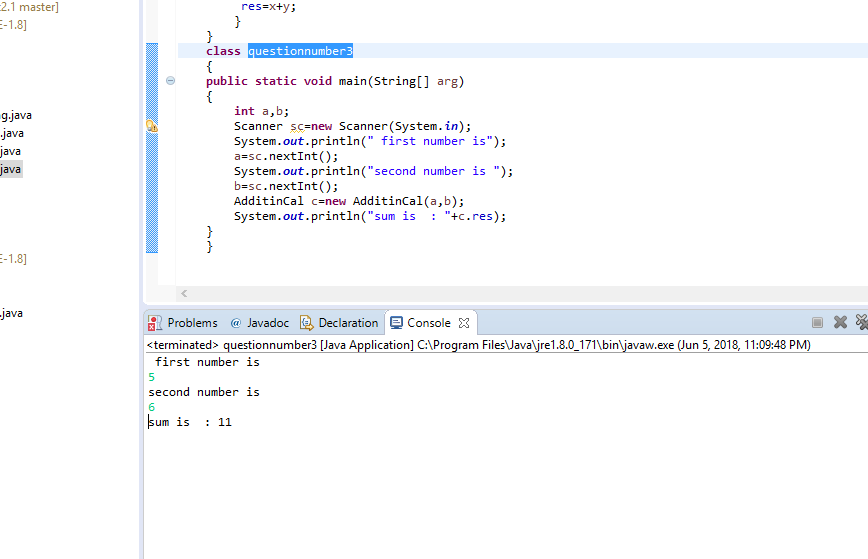 2.1 master]
E-1.8]
g.java
.java
java
java
E-1.8]
.java
res=x+y;
}
}
class questionnumber3
{
public static void main(String[] arg)
{
int a,b;
Scanner sc=new Scanner(System.in);
System.out.println(" first number is");
a=sc.nextInt();
System.out.println("second number is ");
b=sc.nextInt();
AdditinCal c=new AdditinCal(a,b);
System.out.println("sum is  : "+c.res);
}
}
Problems @ Javadoc Declaration Console
<terminated> questionnumber3 [Java Application] C:\Program Files\Java\jre1.8.0_171\bin\javaw.exe (Jun 5, 2018, 11:09:48 PM)
first number is
5
second number is
6
sum is  : 11